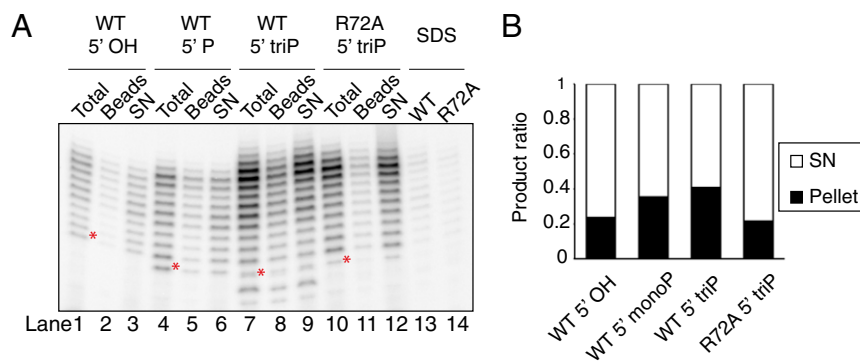 A
WT 5' OH
WT 5' P
WT 5' triP
R72A 5' triP
SDS
Total Beads SN Total Beads SN Total Beads SN Total Beads SN WT R72A
* * * *
Lane1 2 3 4 5 6 7 8 9 10 11 12 13 14
B
Product ratio
1
0.8
0.6
0.4
0.2
0
WT 5' OH
WT 5' monoP
WT 5' triP
R72A 5' triP
SN
Pellet